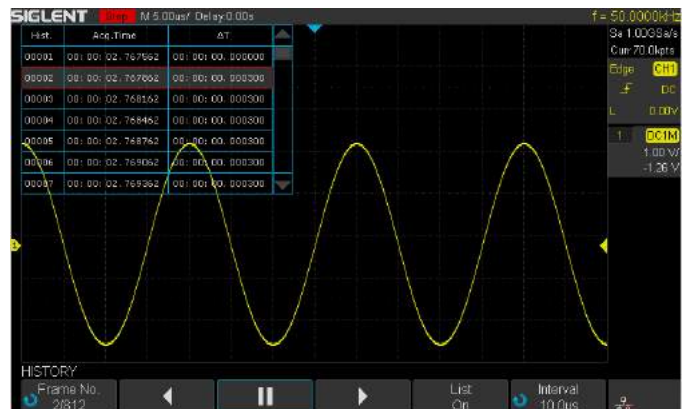 SIGLENT Stop M 5.00us/ Delay:0.00s f = 50.0000kHz
Hist. Acq.Time ΔT
Sa 1.00GSa/s
Curr 70.0kpts
00001 00: 00: 02. 767562 00: 00: 00. 000000
00002 00: 00: 02. 767862 00: 00: 00. 000300
00003 00: 00: 02. 768162 00: 00: 00. 000300
00004 00: 00: 02. 768462 00: 00: 00. 000300
00005 00: 00: 02. 768762 00: 00: 00. 000300
00006 00: 00: 02. 769062 00: 00: 00. 000300
00007 00: 00: 02. 769362 00: 00: 00. 000300
Edge CH1
DC
L 0.00V
1 DC1M
1.00 V/
-1.26 V
HISTORY
Frame No.
2/812
List
On
Interval
10.0us